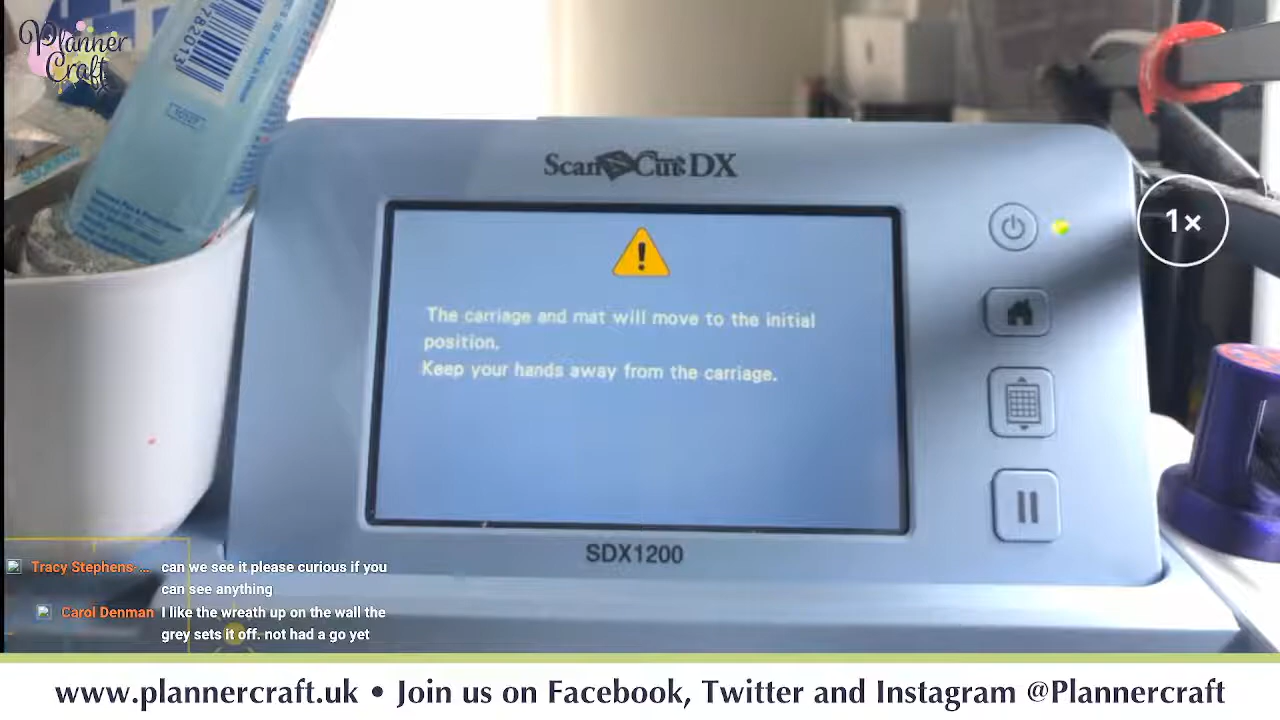 Planner
Craft
782013
ScanNCut DX
The carriage and mat will move to the initial
position.
Keep your hands away from the carriage.
1×
SDX1200
Tracy Stephens-... can we see it please curious if you
can see anything
Carol Denman I like the wreath up on the wall the
grey sets it off. not had a go yet
www.plannercraft.uk • Join us on Facebook, Twitter and Instagram @Plannercraft